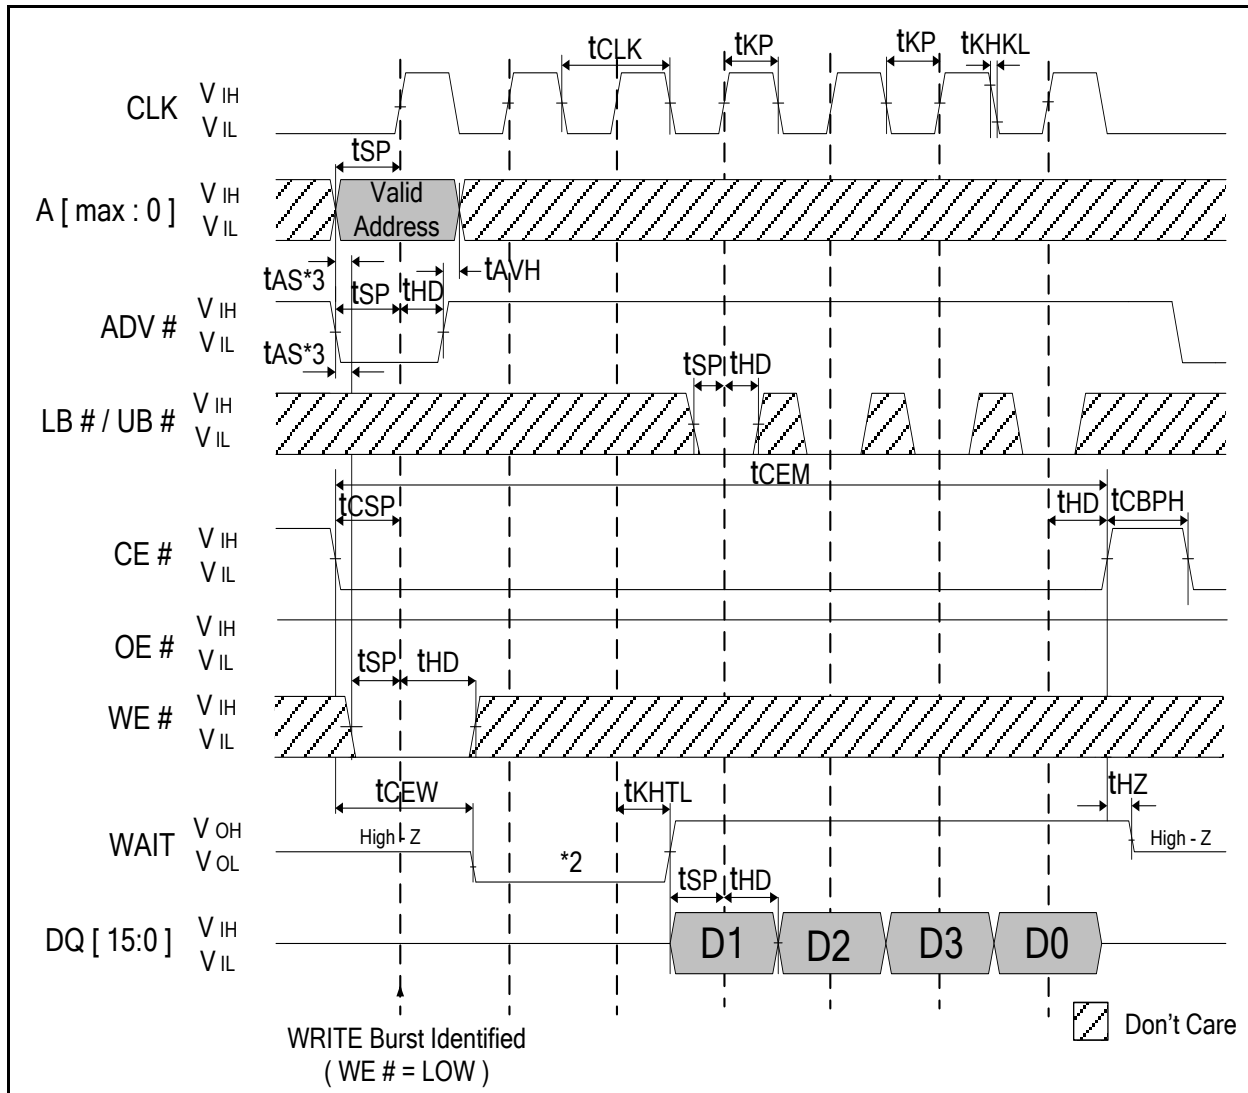 tCLK tKP tKP tKHKL
CLK V IH
V IL
tSP
A [ max : 0 ] V IH
V IL
Valid
Address
tAS*3 tSP tHD tAVH
ADV # V IH
V IL
tAS*3
tSP tHD
LB # / UB # V IH
V IL
tCEM
tCSP tHD tCBPH
CE # V IH
V IL
OE # V IH
V IL
tSP tHD
WE # V IH
V IL
tCEW tKHTL tHZ
WAIT V OH
V OL
High - Z *2 High - Z
tSP tHD
DQ [ 15:0 ] V IH
V IL
D1 D2 D3 D0
Don't Care
WRITE Burst Identified
( WE # = LOW )